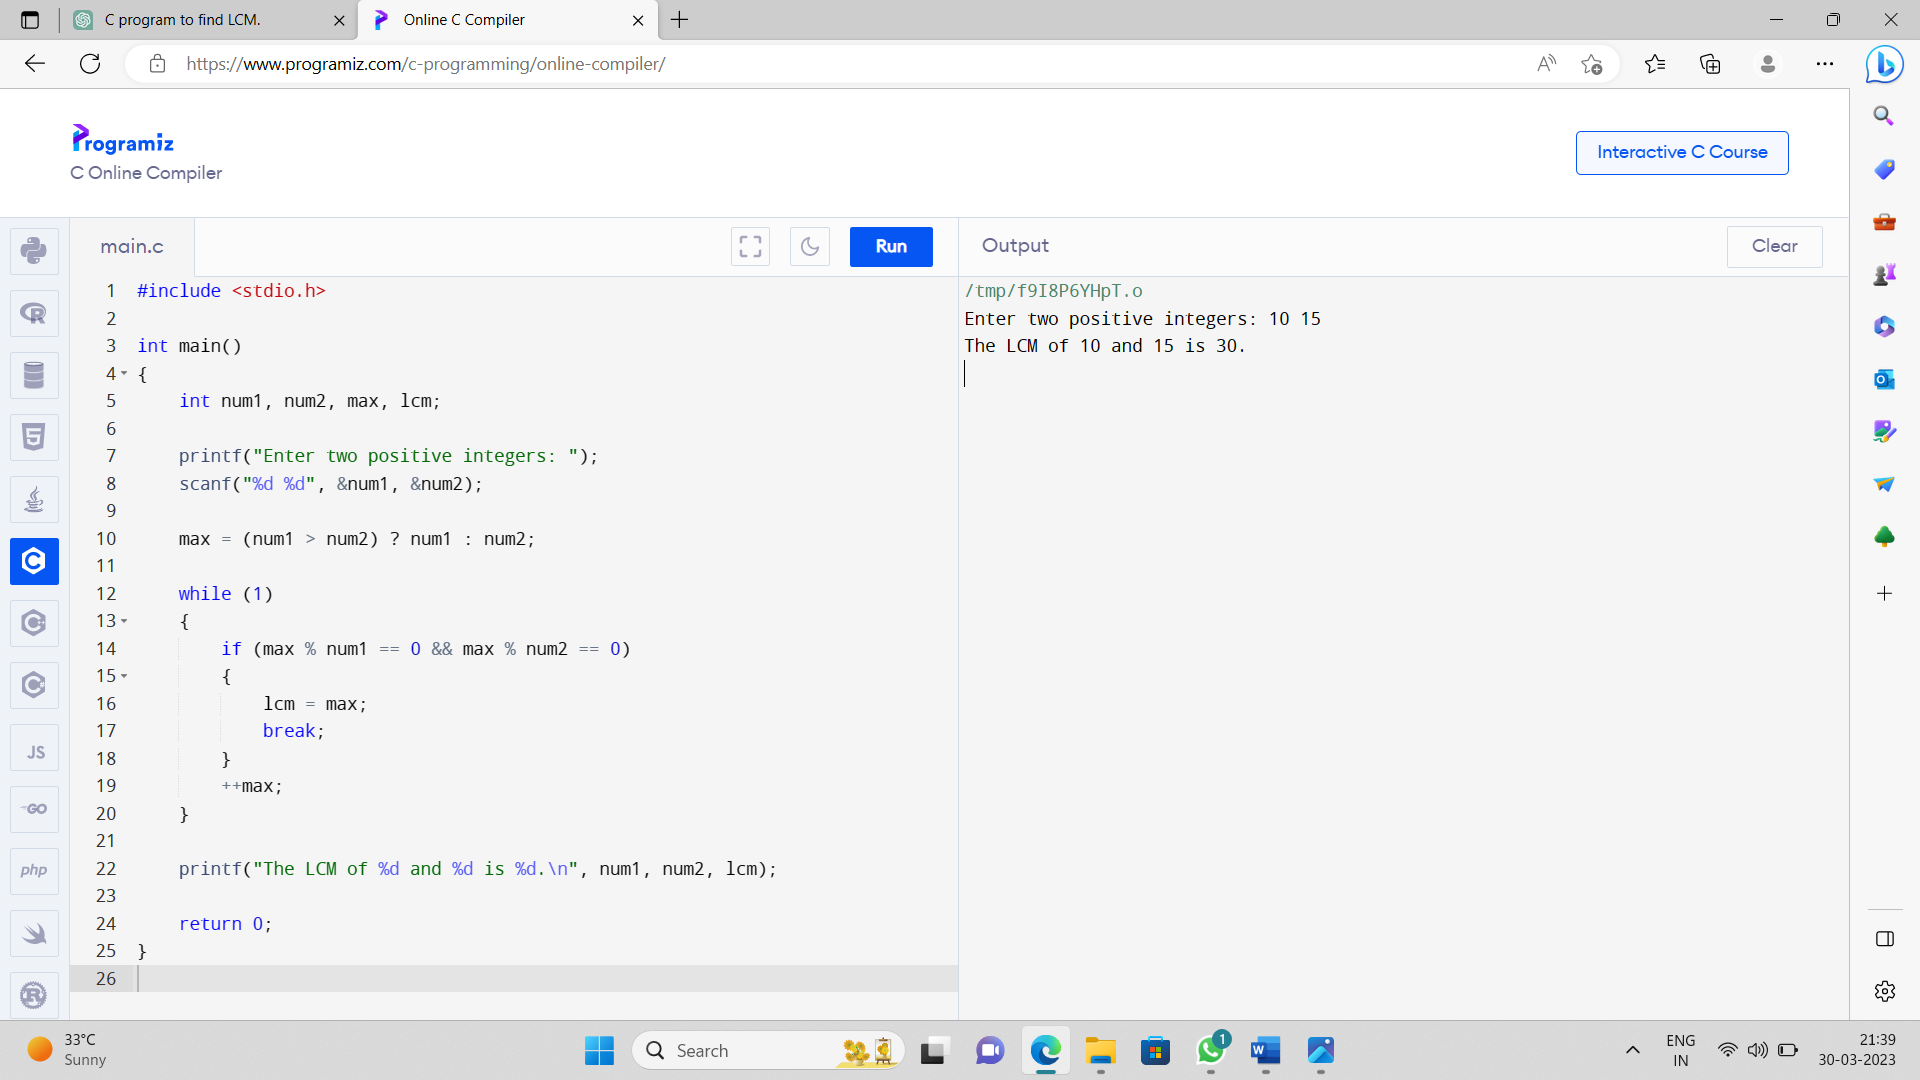 C program to find LCM.
Online C Compiler
https://www.programiz.com/c-programming/online-compiler/
Programiz
C Online Compiler
Interactive C Course
main.c
Run
Output
Clear
1 #include <stdio.h>
2
3 int main()
4 {
5     int num1, num2, max, lcm;
6
7     printf("Enter two positive integers: ");
8     scanf("%d %d", &num1, &num2);
9
10     max = (num1 > num2) ? num1 : num2;
11
12     while (1)
13     {
14         if (max % num1 == 0 && max % num2 == 0)
15         {
16             lcm = max;
17             break;
18         }
19         ++max;
20     }
21
22     printf("The LCM of %d and %d is %d.\n", num1, num2, lcm);
23
24     return 0;
25 }
26
/tmp/f9I8P6YHpT.o
Enter two positive integers: 10 15
The LCM of 10 and 15 is 30.
JS
GO
php
33°C
Sunny
Search
1
ENG
IN
21:39
30-03-2023